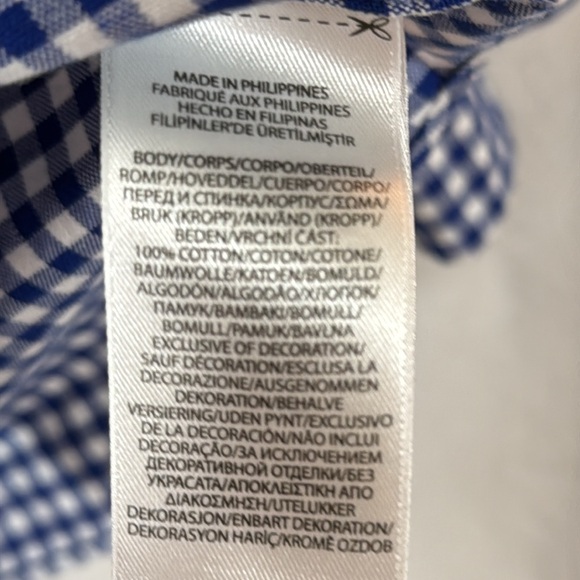 MADE IN PHILIPPINES
FABRIQUÉ AUX PHILIPPINES
HECHO EN FILIPINAS
FİLİPİNLER'DE ÜRETİLMİŞTİR
BODY/CORPS/CORPO/OBERTEIL/
ROMP/HOVEDDEL/CUERPO/CORPO/
ПЕРЕД И СПИНКА/КОРПУС/ΣΩΜΑ/
BRUK (KROPP)/ANVÄND (KROPP)/
BEDEN/VRCHNÍ ČÁST:
100% COTTON/COTON/COTONE/
BAUMWOLLE/KATOEN/BOMULD/
ALGODÓN/ALGODÃO/ХЛОПОК/
ПАМУК/ΒΑΜΒΑΚΙ/BOMULL/
BOMULL/PAMUK/BAVLNA
EXCLUSIVE OF DECORATION/
SAUF DÉCORATION/ESCLUSA LA
DECORAZIONE/AUSGENOMMEN
DEKORATION/BEHALVE
VERSIERING/UDEN PYNT/EXCLUSIVO
DE LA DECORACIÓN/NÃO INCLUI
DECORAÇÃO/ЗА ИСКЛЮЧЕНИЕМ
ДЕКОРАТИВНОЙ ОТДЕЛКИ/БЕЗ
УКРАСАТА/ΑΠΟΚΛΕΙΣΤΙΚΗ ΑΠΟ
ΔΙΑΚΟΣΜΗΣΗ/UTELUKKER
DEKORASJON/ENBART DEKORATION/
DEKORASYON HARİÇ/KROMĚ OZDOB